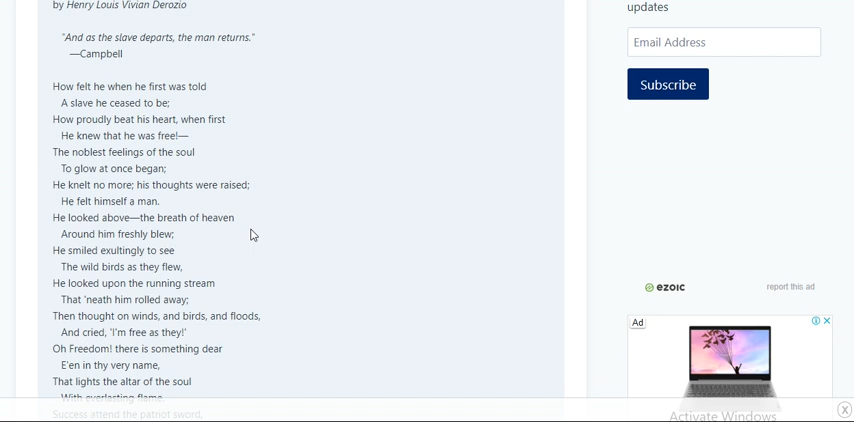 by Henry Louis Vivian Derozio
"And as the slave departs, the man returns."
—Campbell
How felt he when he first was told
A slave he ceased to be;
How proudly beat his heart, when first
He knew that he was free!—
The noblest feelings of the soul
To glow at once began;
He knelt no more; his thoughts were raised;
He felt himself a man.
He looked above—the breath of heaven
Around him freshly blew;
He smiled exultingly to see
The wild birds as they flew,
He looked upon the running stream
That 'neath him rolled away;
Then thought on winds, and birds, and floods,
And cried, 'I'm free as they!'
Oh Freedom! there is something dear
E'en in thy very name,
That lights the altar of the soul
With everlasting flame.
Success attend the patriot sword,
updates
Email Address
Subscribe
ezoic
report this ad
Ad
Activate Windows